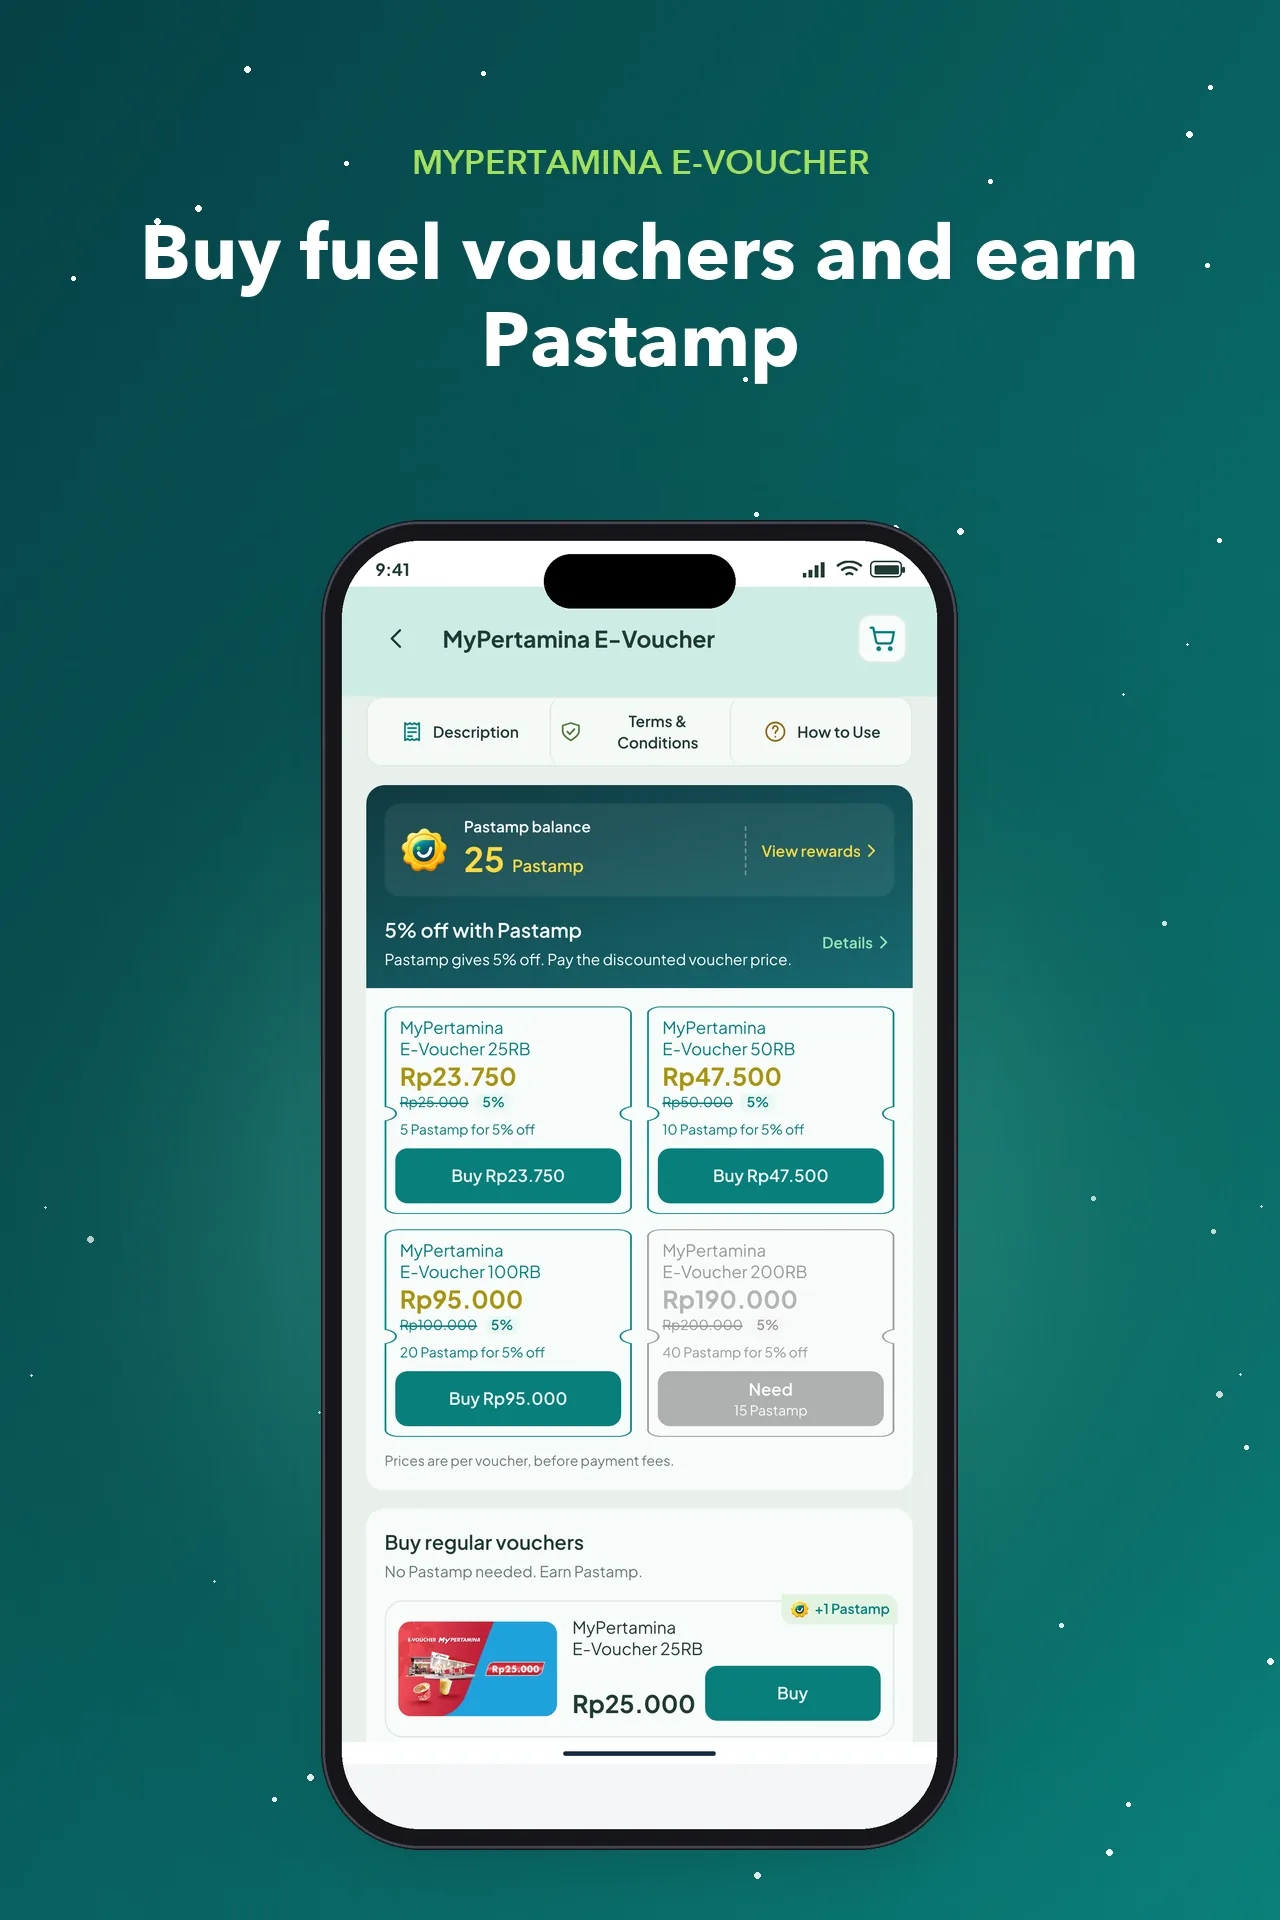 MYPERTAMINA E-VOUCHER
Buy fuel vouchers and earn
Pastamp
9:41
MyPertamina E-Voucher
Description
Terms &
Conditions
How to Use
Pastamp balance
25 Pastamp
View rewards
5% off with Pastamp
Pastamp gives 5% off. Pay the discounted voucher price.
Details
MyPertamina
E-Voucher 25RB
Rp23.750
Rp25.000 5%
5 Pastamp for 5% off
Buy Rp23.750
MyPertamina
E-Voucher 50RB
Rp47.500
Rp50.000 5%
10 Pastamp for 5% off
Buy Rp47.500
MyPertamina
E-Voucher 100RB
Rp95.000
Rp100.000 5%
20 Pastamp for 5% off
Buy Rp95.000
MyPertamina
E-Voucher 200RB
Rp190.000
Rp200.000 5%
40 Pastamp for 5% off
Need
15 Pastamp
Prices are per voucher, before payment fees.
Buy regular vouchers
No Pastamp needed. Earn Pastamp.
+1 Pastamp
E-VOUCHER MYPERTAMINA
Rp25.000
MyPertamina
E-Voucher 25RB
Rp25.000
Buy